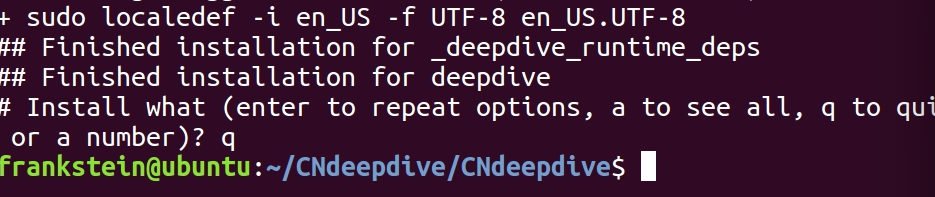 + sudo localedef -i en_US -f UTF-8 en_US.UTF-8
## Finished installation for _deepdive_runtime_deps
## Finished installation for deepdive
# Install what (enter to repeat options, a to see all, q to qui
or a number)? q
frankstein@ubuntu:~/CNdeepdive/CNdeepdive$